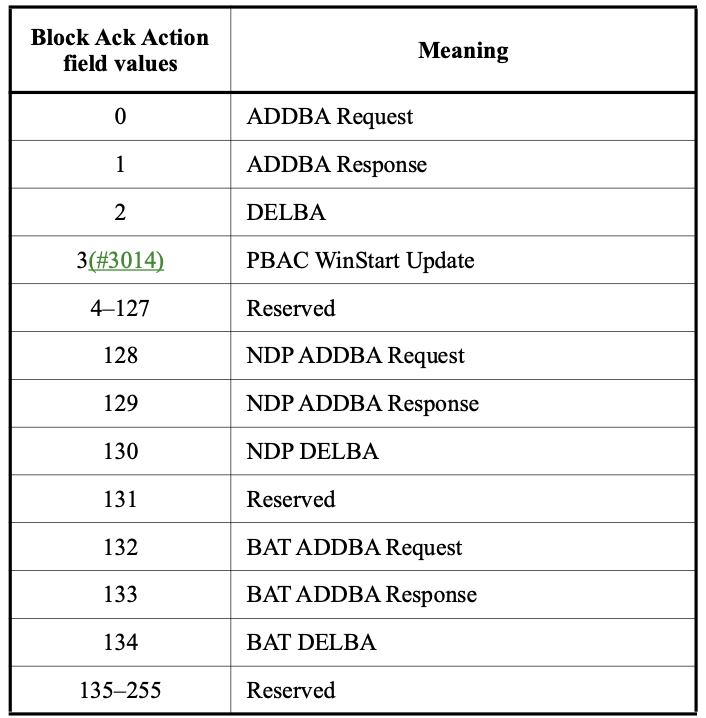 Block Ack Action
field values
Meaning
0
ADDBA Request
1
ADDBA Response
2
DELBA
3(#3014)
PBAC WinStart Update
4–127
Reserved
128
NDP ADDBA Request
129
NDP ADDBA Response
130
NDP DELBA
131
Reserved
132
BAT ADDBA Request
133
BAT ADDBA Response
134
BAT DELBA
135–255
Reserved